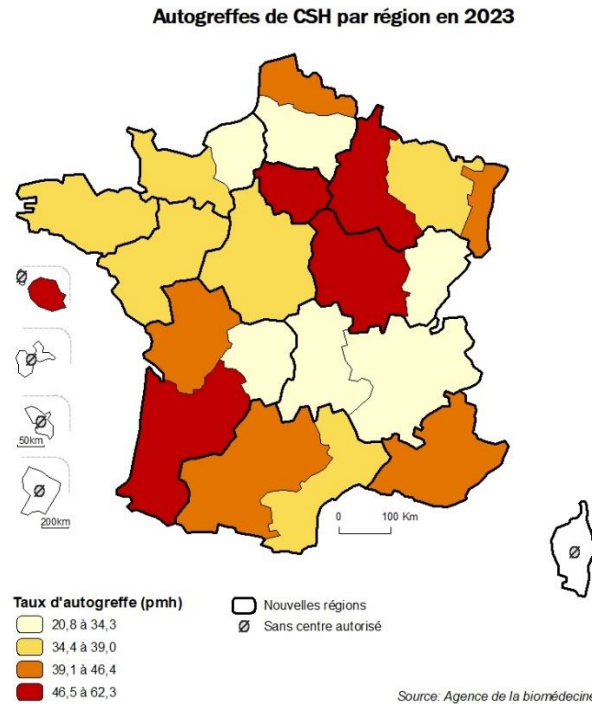 Autogreffes de CSH par région en 2023
50km
200km
0 100 Km
Taux d'autogreffe (pmh)
20,8 à 34,3
34,4 à 39,0
39,1 à 46,4
46,5 à 62,3
Nouvelles régions
Sans centre autorisé
Source: Agence de la biomédecine